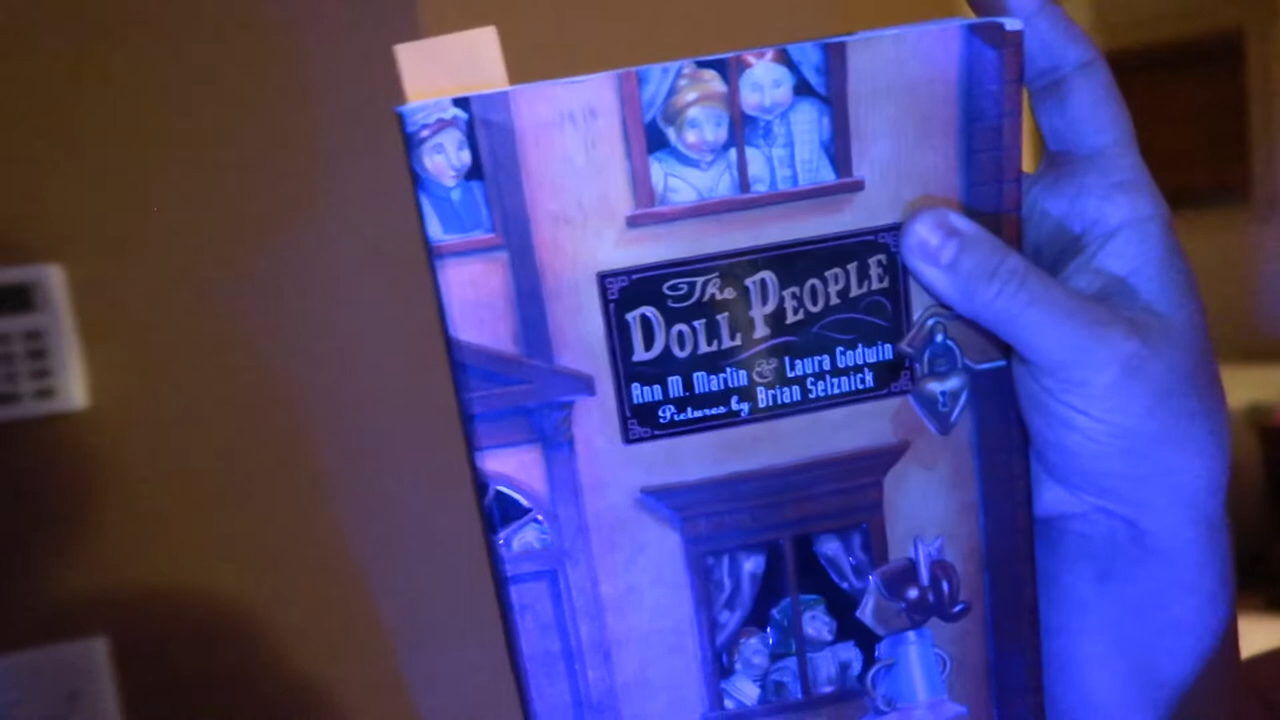 The
DOLL PEOPLE
Ann M. Martin & Laura Godwin
Pictures by Brian Selznick